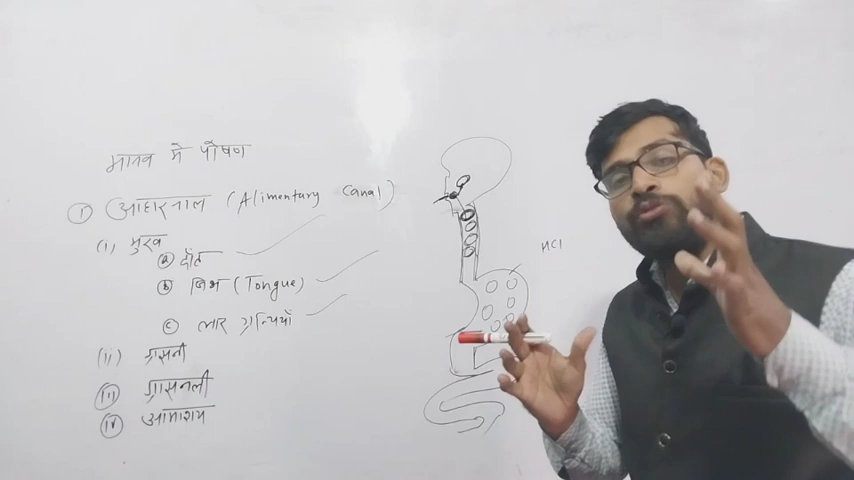 मानव में पोषण
① आहारनाल (Alimentary Canal)
(i) मुख
ⓐ दाँत
ⓑ जिभ (Tongue)
ⓒ लार ग्रन्थियाँ
(ii) ग्रसनी
(iii) ग्रासनली
(iv) आमाशय
HCl